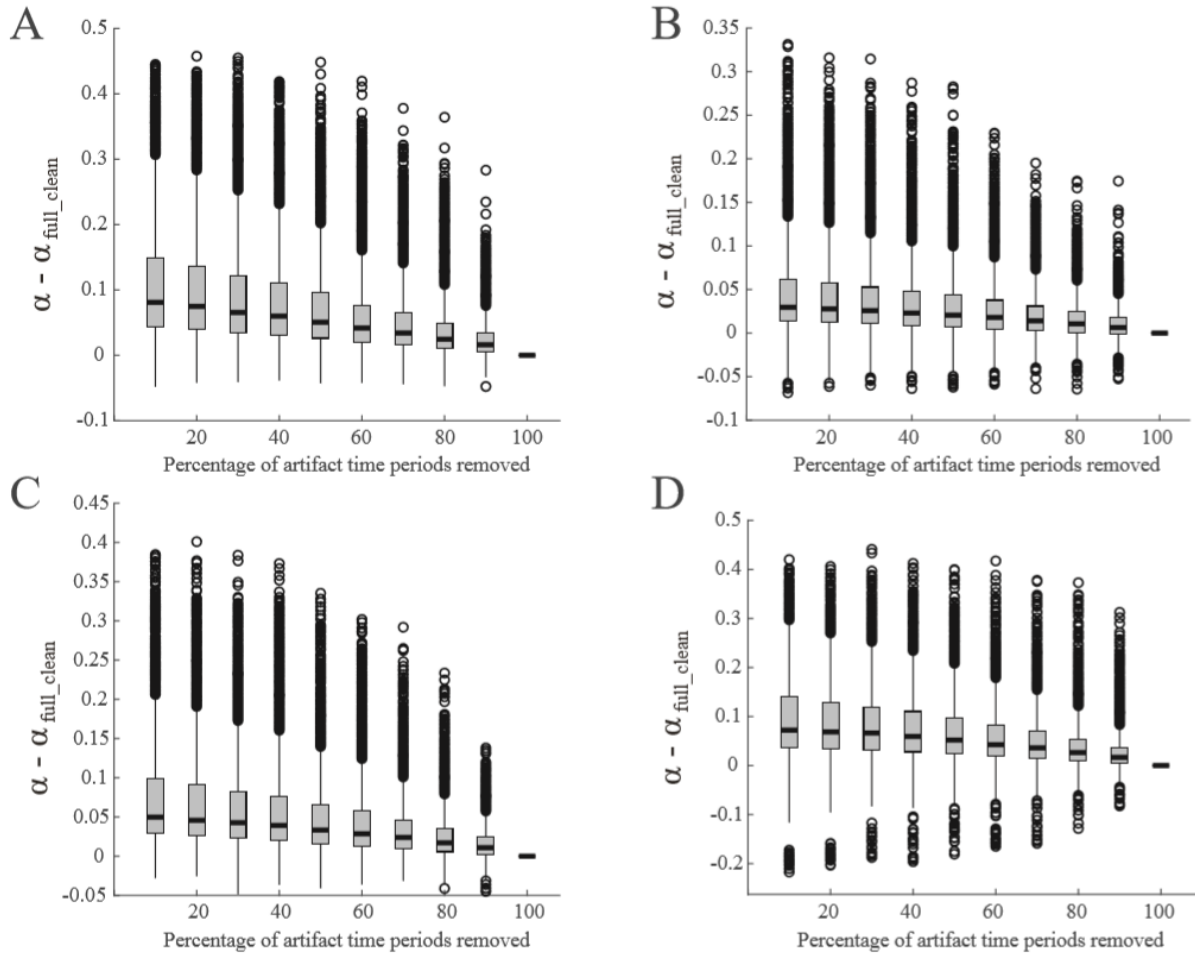 A
0.5
0.4
0.3
0.2
0.1
0
-0.1
α - α full_clean
20 40 60 80 100
Percentage of artifact time periods removed
B
0.35
0.3
0.25
0.2
0.15
0.1
0.05
0
-0.05
-0.1
α - α full_clean
20 40 60 80 100
Percentage of artifact time periods removed
C
0.45
0.4
0.35
0.3
0.25
0.2
0.15
0.1
0.05
0
-0.05
α - α full_clean
20 40 60 80 100
Percentage of artifact time periods removed
D
0.5
0.4
0.3
0.2
0.1
0
-0.1
-0.2
α - α full_clean
20 40 60 80 100
Percentage of artifact time periods removed